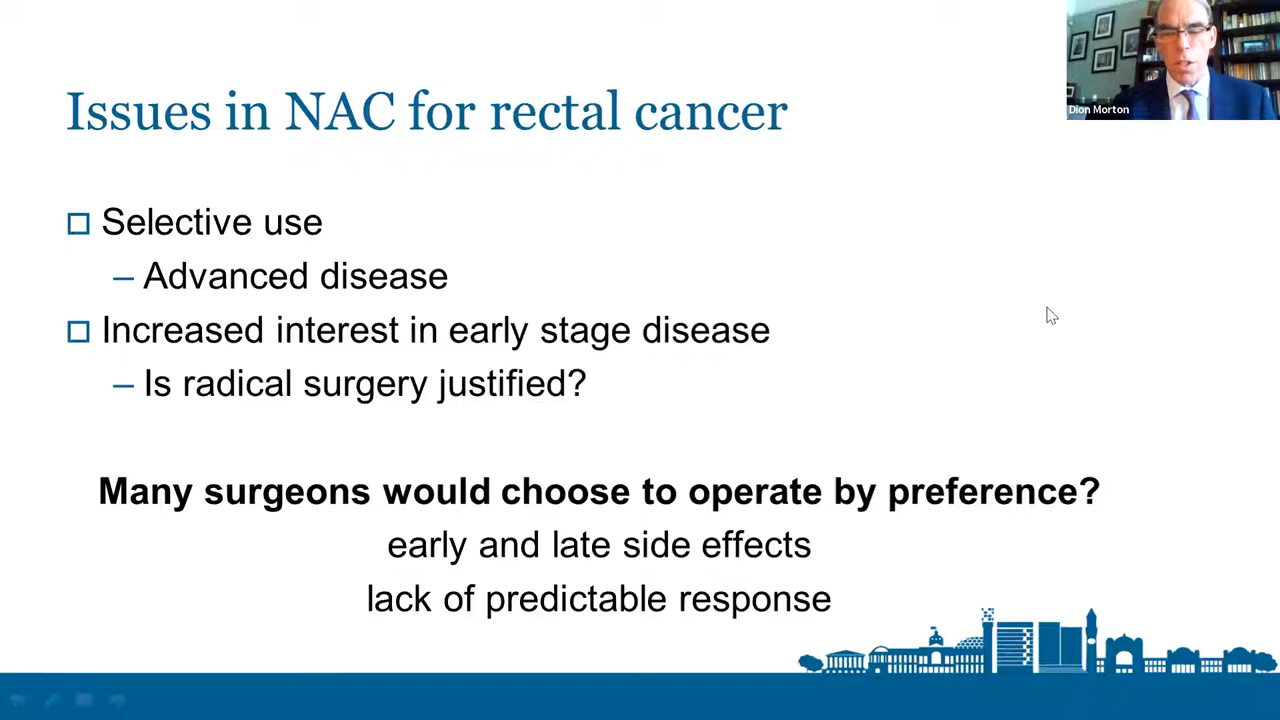 Dion Morton
Issues in NAC for rectal cancer
Selective use
– Advanced disease
Increased interest in early stage disease
– Is radical surgery justified?
Many surgeons would choose to operate by preference?
early and late side effects
lack of predictable response